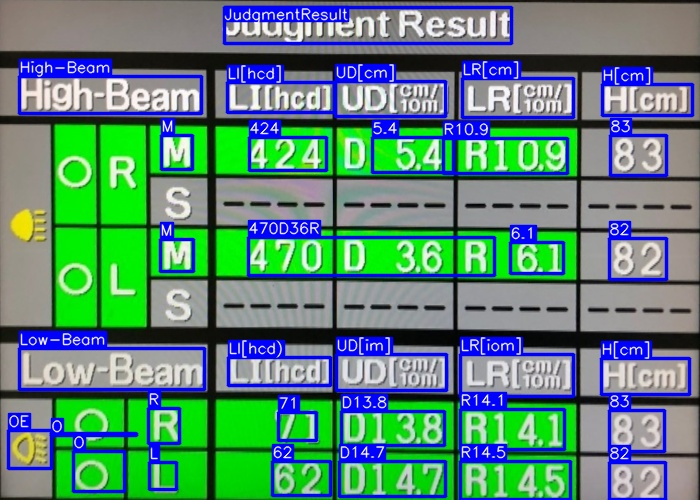 Judgment Result
High-Beam LI[hcd] UD[cm/10m] LR[cm/10m] H[cm]
O R M 424 D 5.4 R10.9 83
S ---- ---- ---- ----
O L M 470 D 3.6 R 6.1 82
S ---- ---- ---- ----
Low-Beam LI[hcd] UD[cm/10m] LR[cm/10m] H[cm]
O R 71 D13.8 R14.1 83
O L 62 D14.7 R14.5 82